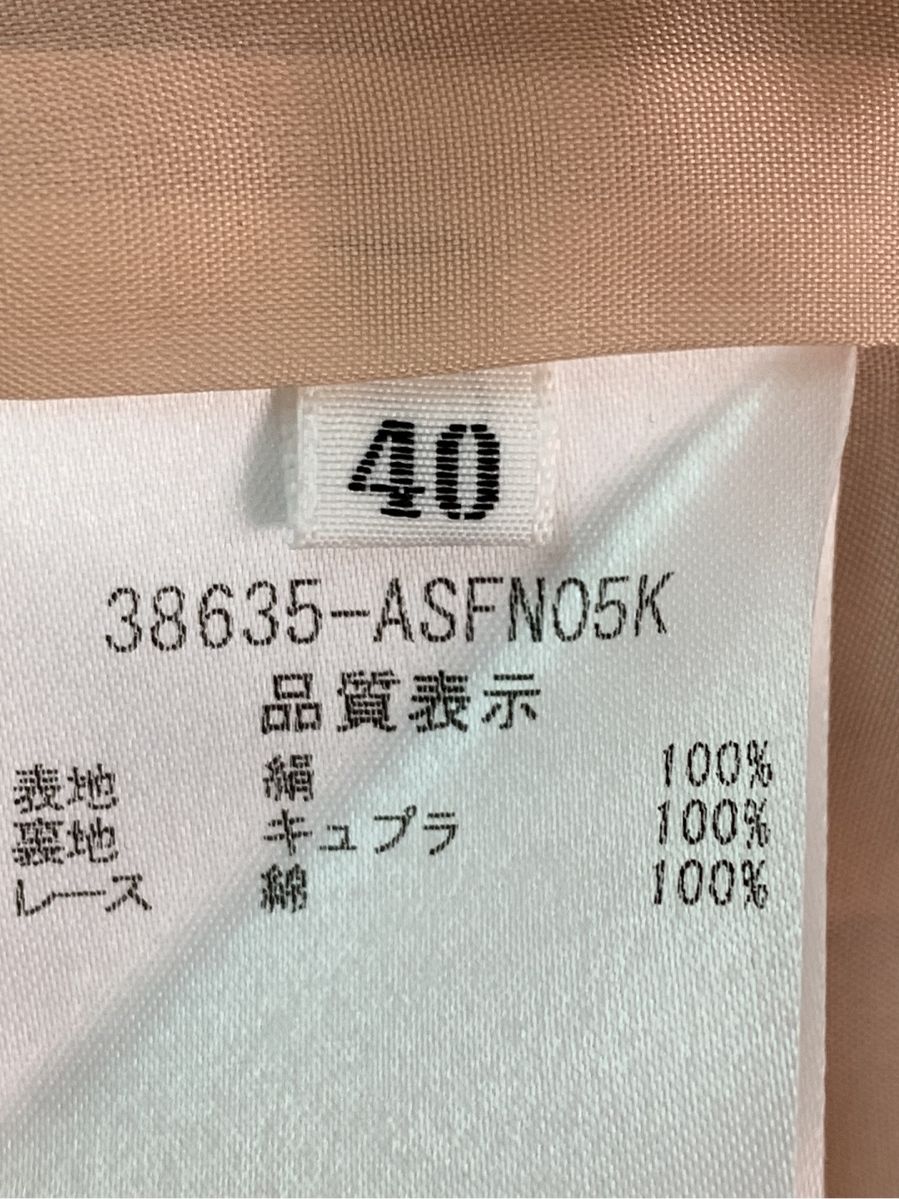 40
38635-ASFN05K
品質表示
表地 絹 100%
裏地 キュプラ 100%
レース 綿 100%